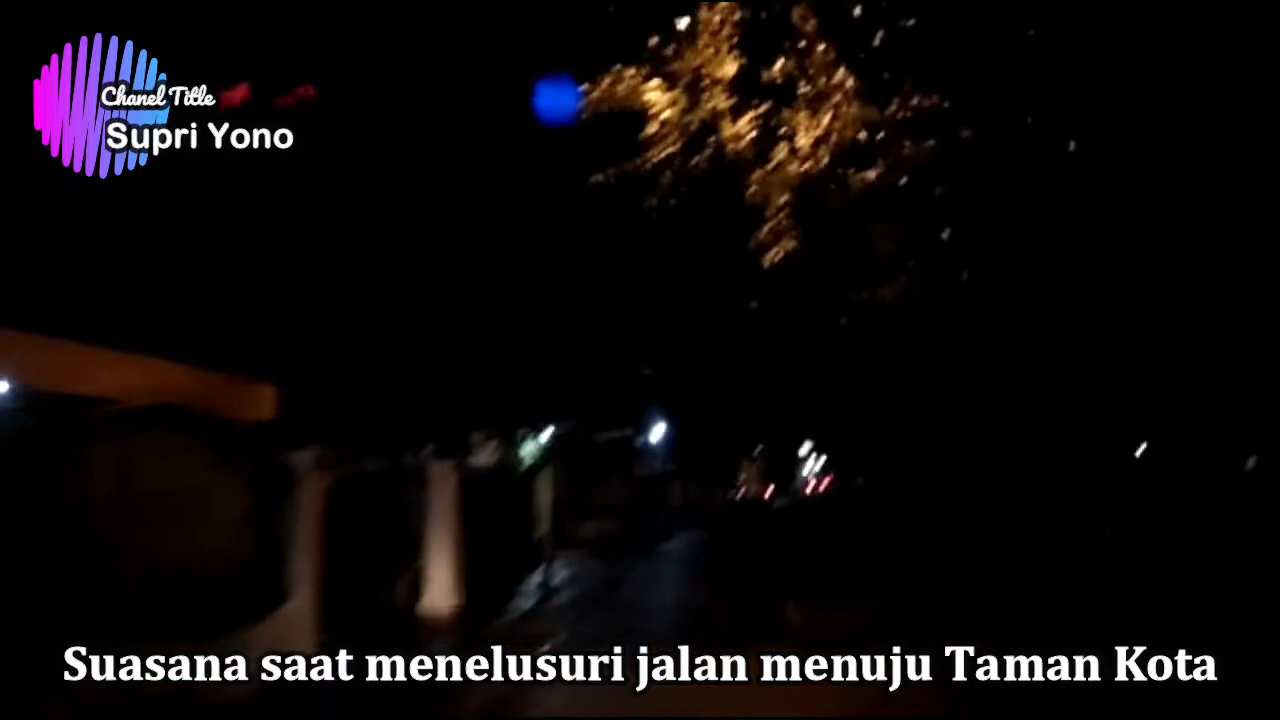 Chanel Title
Supri Yono
Suasana saat menelusuri jalan menuju Taman Kota